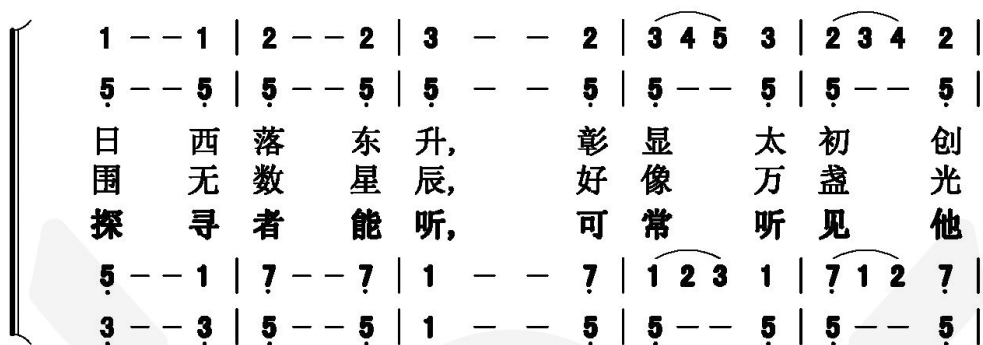 1 - - 1 | 2 - - 2 | 3 - - 2 | 3 4 5 3 | 2 3 4 2 |
5̣ - - 5̣ | 5̣ - - 5̣ | 5̣ - - 5̣ | 5̣ - - 5̣ | 5̣ - - 5̣ |
日 西 落 东 升, 彰 显 太 初 创
围 无 数 星 辰, 好 像 万 盏 光
探 寻 者 能 听, 可 常 听 见 他
5̣ - - 1 | 7̣ - - 7̣ | 1 - - 7̣ | 1 2 3 1 | 7̣ 1 2 7̣ |
3̣ - - 3̣ | 5̣ - - 5̣ | 1 - - 5̣ | 5̣ - - 5̣ | 5̣ - - 5̣ |